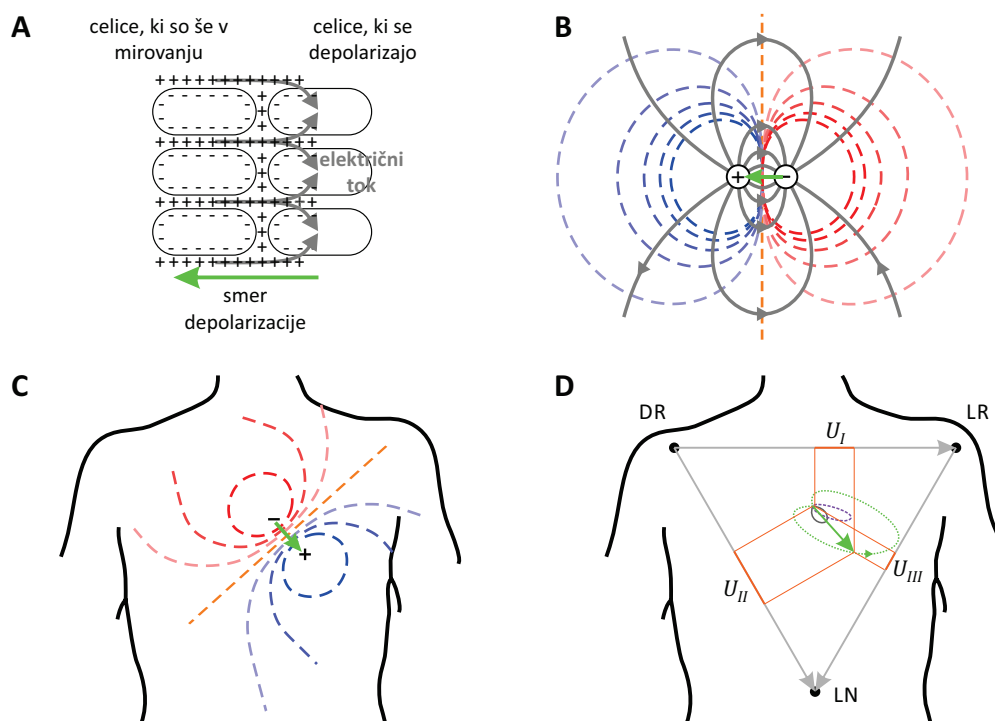 A
celice, ki so še v
mirovanju
celice, ki se
depolarizajo
električni
tok
smer
depolarizacije
B
+
-
C
-
+
D
DR
LR
U_I
U_II
U_III
LN